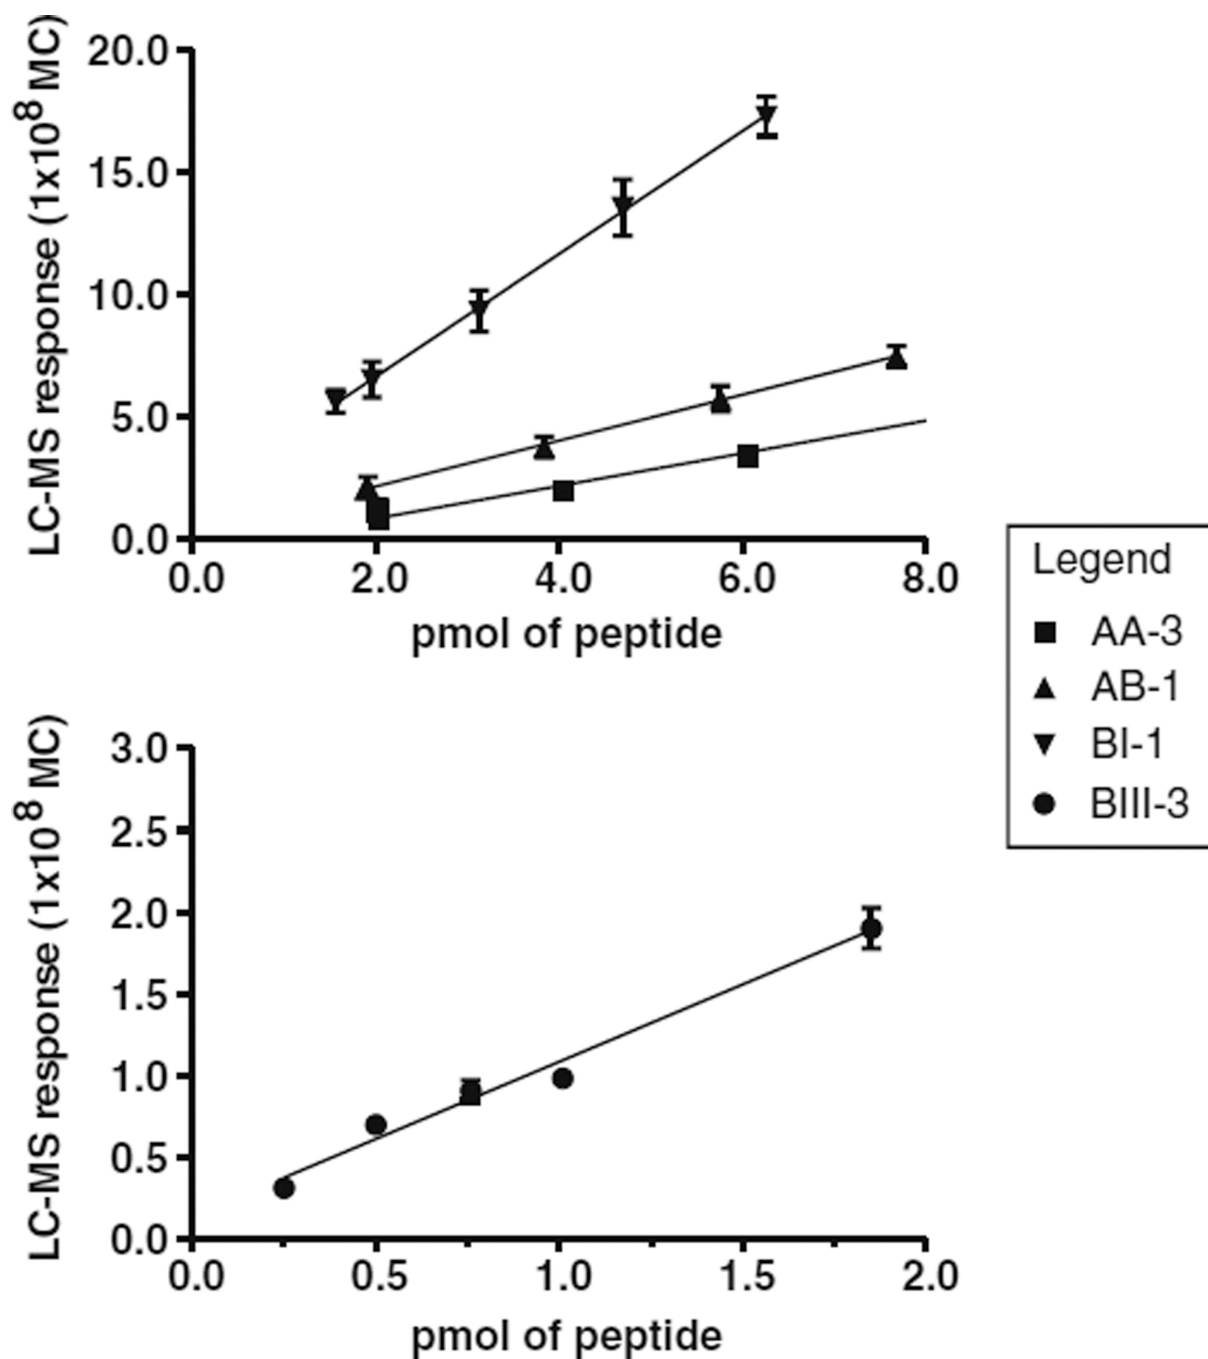 LC-MS response (1x10⁸ MC)
20.0
15.0
10.0
5.0
0.0
0.0 2.0 4.0 6.0 8.0
pmol of peptide
Legend
AA-3
AB-1
BI-1
BIII-3
LC-MS response (1x10⁸ MC)
3.0
2.5
2.0
1.5
1.0
0.5
0.0
0.0 0.5 1.0 1.5 2.0
pmol of peptide